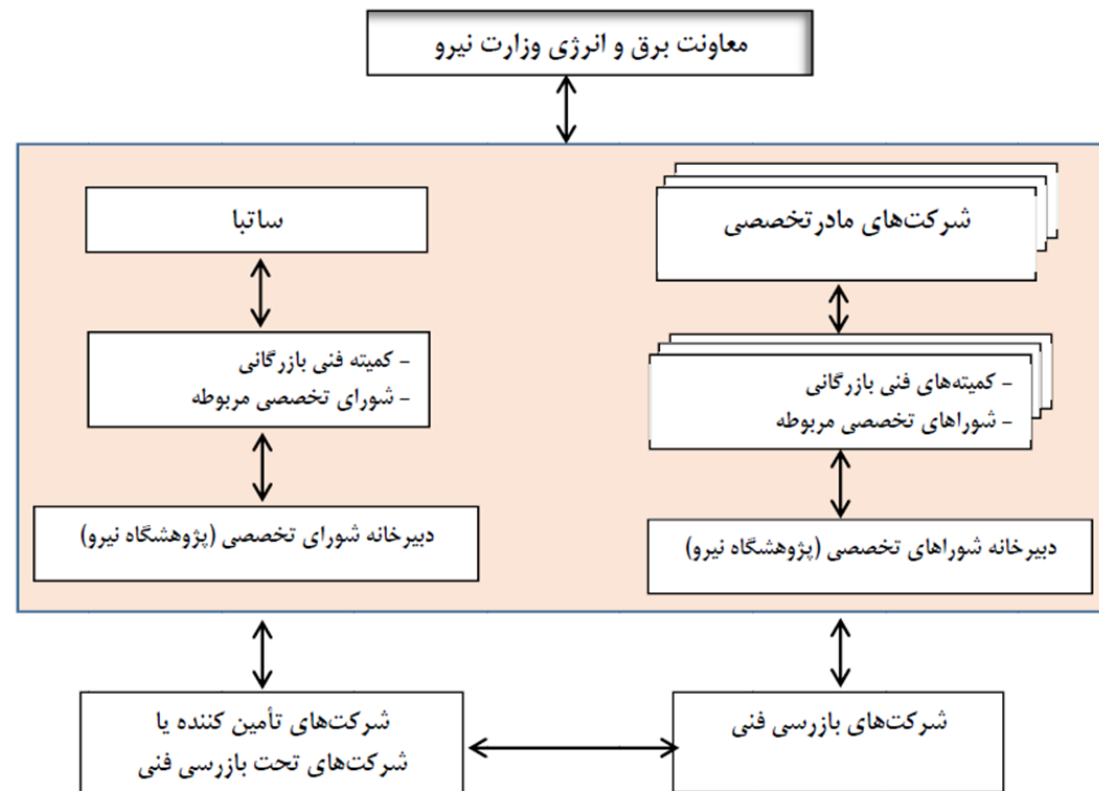 معاونت برق و انرژی وزارت نیرو
شرکت‌های مادرتخصصی
ساتبا
- کمیته‌های فنی بازرگانی
- شوراهای تخصصی مربوطه
- کمیته فنی بازرگانی
- شورای تخصصی مربوطه
دبیرخانه شوراهای تخصصی (پژوهشگاه نیرو)
دبیرخانه شورای تخصصی (پژوهشگاه نیرو)
شرکت‌های بازرسی فنی
شرکت‌های تأمین کننده یا
شرکت‌های تحت بازرسی فنی